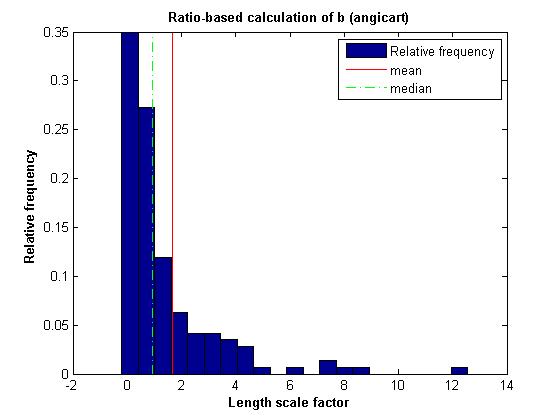 Ratio-based calculation of b (angicart)
Relative frequency
mean
median
0.35
0.3
0.25
0.2
0.15
0.1
0.05
0
Relative frequency
-2 0 2 4 6 8 10 12 14
Length scale factor